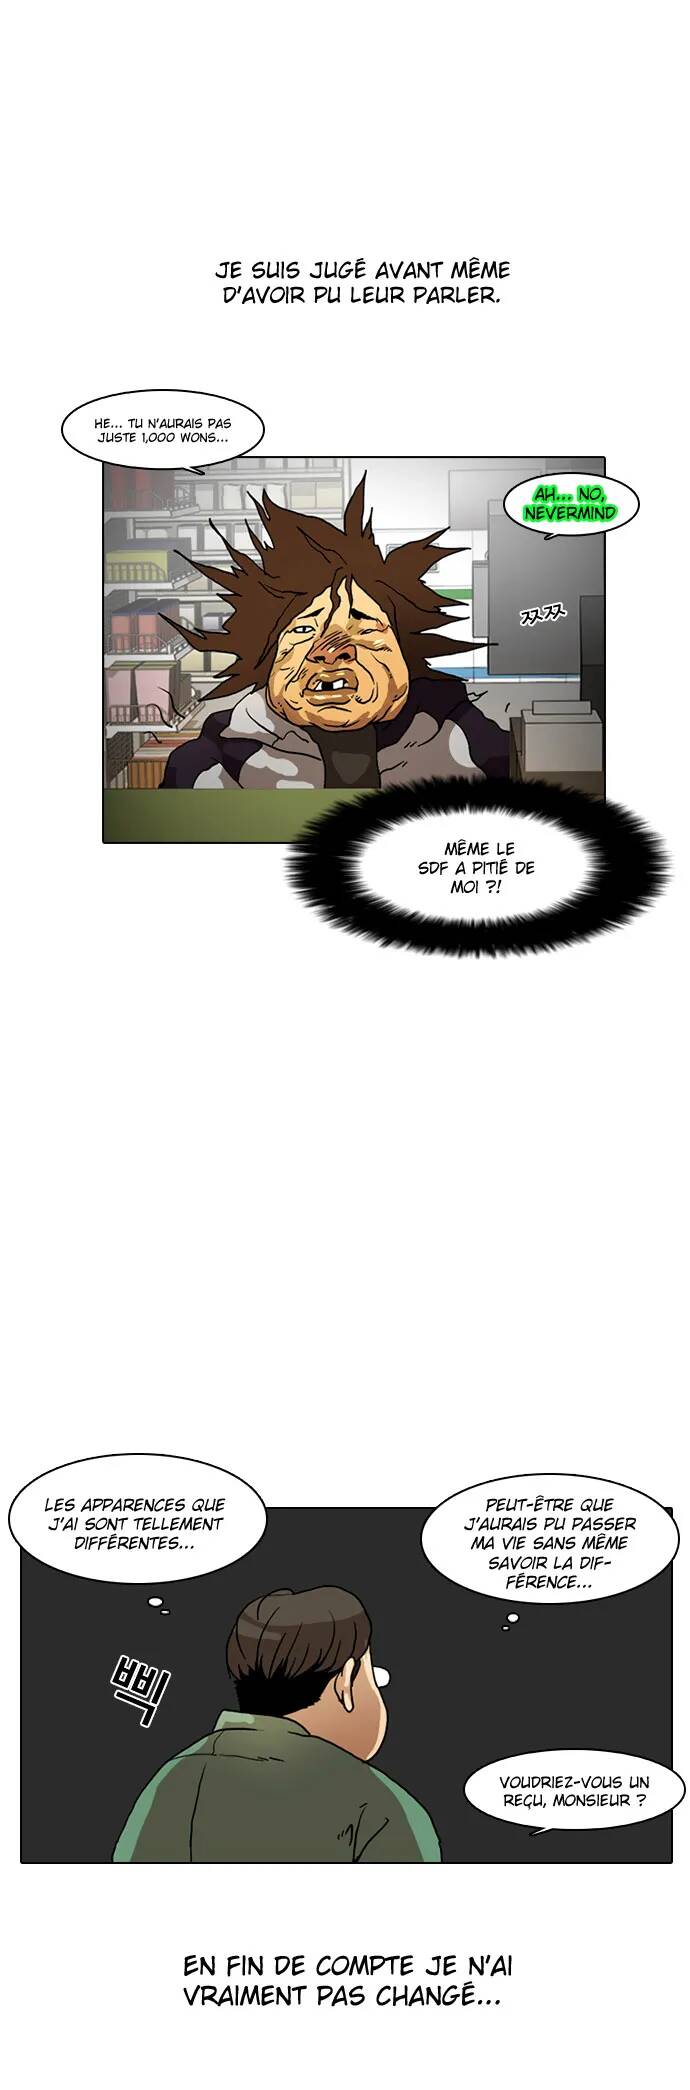 JE SUIS JUGÉ AVANT MÊME
D'AVOIR PU LEUR PARLER.
HE... TU N'AURAIS PAS
JUSTE 1,000 WONS...
AH... NO,
NEVERMIND
ㅈㅈㅈ
MÊME LE
SDF A PITIÉ DE
MOI ?!
LES APPARENCES QUE
J'AI SONT TELLEMENT
DIFFÉRENTES...
PEUT-ÊTRE QUE
J'AURAIS PU PASSER
MA VIE SANS MÊME
SAVOIR LA DIF-
FÉRENCE...
삑
VOUDRIEZ-VOUS UN
REÇU, MONSIEUR ?
EN FIN DE COMPTE JE N'AI
VRAIMENT PAS CHANGÉ...